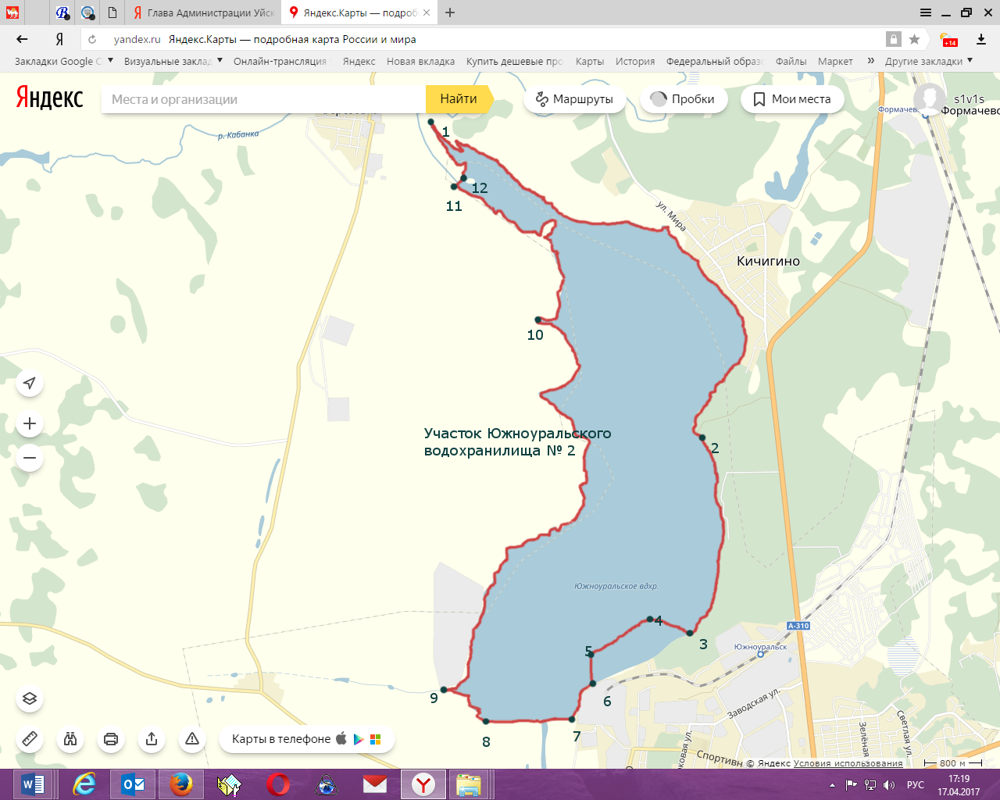 Глава Администрации Уйск
Яндекс.Карты — подроб
yandex.ru Яндекс.Карты — подробная карта России и мира
+14
Закладки Google
Визуальные заклад
Онлайн-трансляция
Яндекс
Новая вкладка
Купить дешевые
Карты
История
Федеральный образ
Файлы
Маркет
»
Другие закладки
Яндекс
Места и организации
Найти
Маршруты
Пробки
Мои места
s1v1s
Формачево
Формачево
р. Кабанка
1
12
11
ул. Мира
Кичигино
10
Участок Южноуральского
водохранилища № 2
2
Южноуральское вдхр.
4
А-310
3
Южноуральск
5
9
6
Заводская ул.
7
8
Светлая ул.
Зелёная
Карты в телефоне
Спортивн
© Яндекс Условия использования
800 м
РУС
17:19
17.04.2017